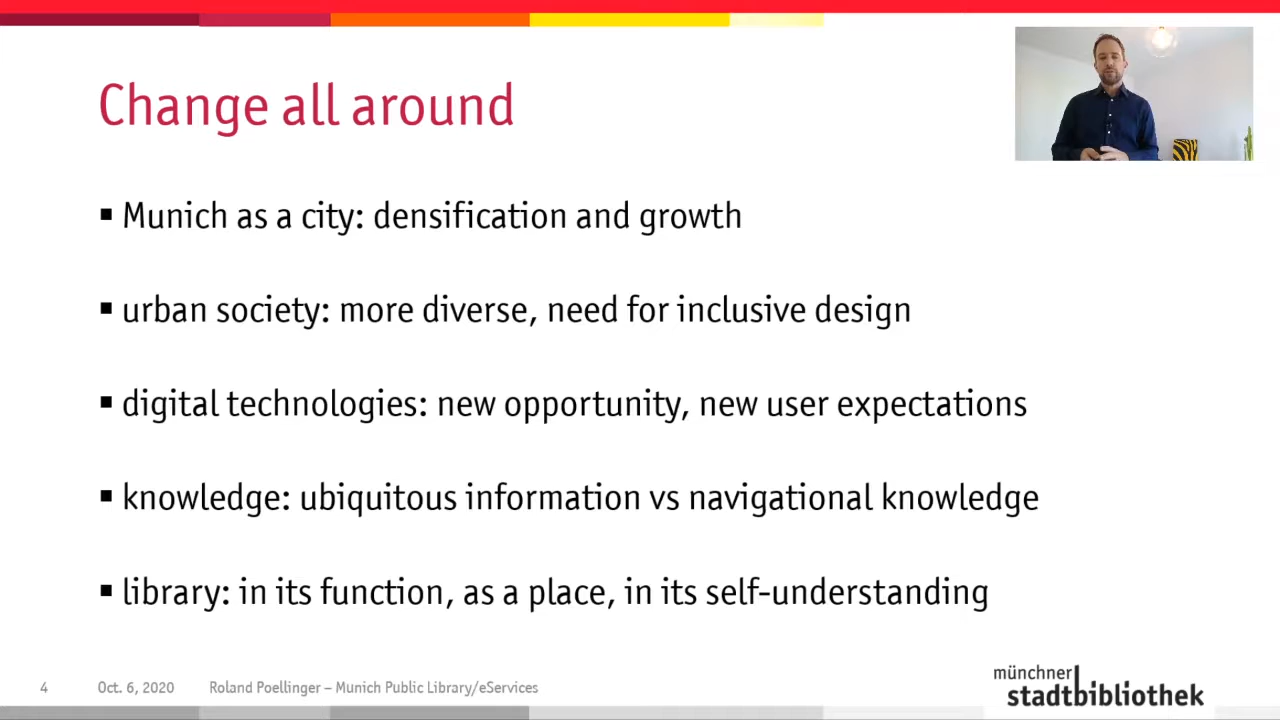 Change all around
▪ Munich as a city: densification and growth
▪ urban society: more diverse, need for inclusive design
▪ digital technologies: new opportunity, new user expectations
▪ knowledge: ubiquitous information vs navigational knowledge
▪ library: in its function, as a place, in its self-understanding
4 Oct. 6, 2020 Roland Poellinger – Munich Public Library/eServices
münchner
stadtbibliothek